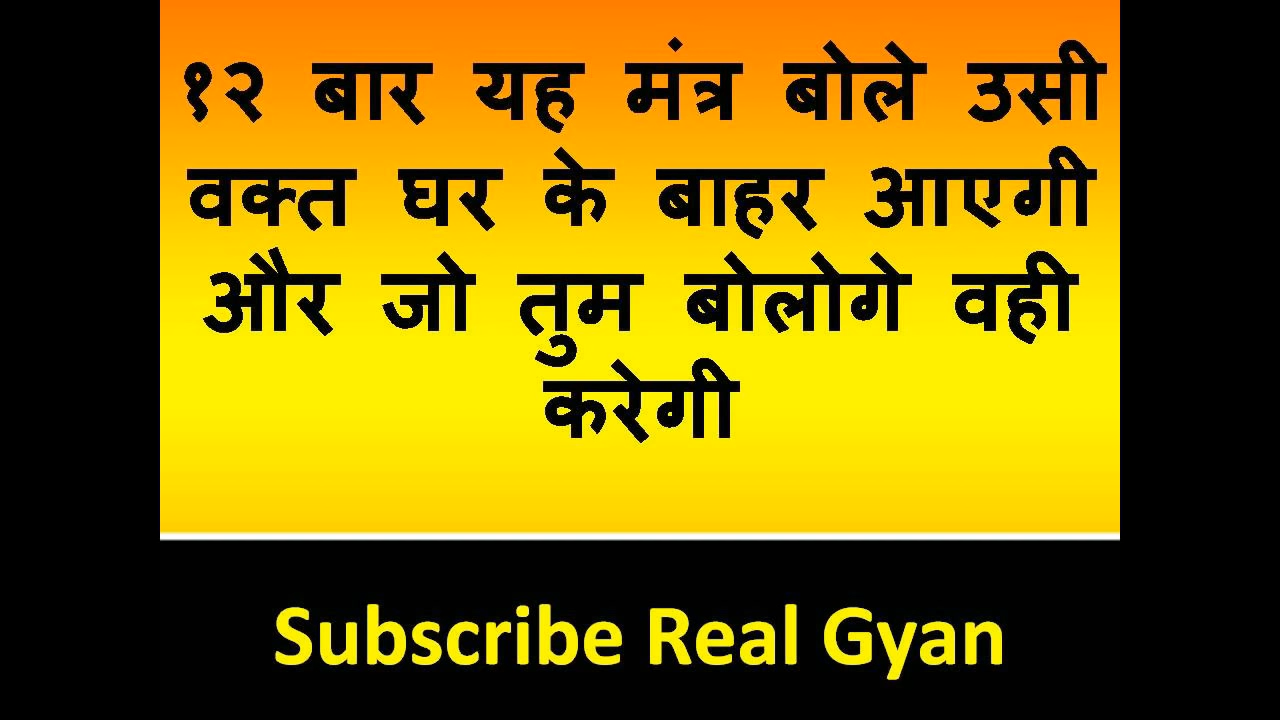 १२ बार यह मंत्र बोले उसी
वक्त घर के बाहर आएगी
और जो तुम बोलोगे वही
करेगी
Subscribe Real Gyan